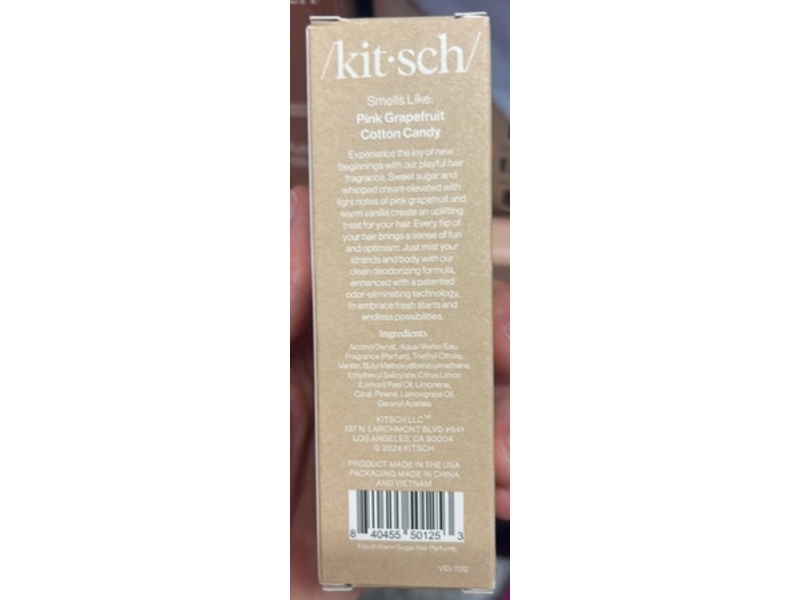 /kit·sch/
Smells Like:
Pink Grapefruit
Cotton Candy
Experience the joy of new
beginnings with our playful hair
fragrance. Sweet sugar and
whipped cream elevated with
light notes of pink grapefruit and
warm vanilla create an uplifting
treat for your hair. Every flip of
your hair brings a sense of fun
and optimism. Just mist your
strands and body with our
clean deodorizing formula,
enhanced with a patented
odor-eliminating technology,
to embrace fresh starts and
endless possibilities.
Ingredients
Alcohol Denat., Aqua/Water/Eau,
Fragrance (Parfum), Triethyl Citrate,
Vanillin, Butyl Methoxydibenzoylmethane,
Ethylhexyl Salicylate, Citrus Limon
(Lemon) Peel Oil, Limonene,
Citral, Pinene, Lemongrass Oil,
Geranyl Acetate
KITSCH LLC™
137 N. LARCHMONT BLVD #641
LOS ANGELES, CA 90004
© 2024 KITSCH
PRODUCT MADE IN THE USA
PACKAGING MADE IN CHINA
AND VIETNAM
8 40455 50125 3
Kitsch Warm Sugar Hair Perfume
VID 1102